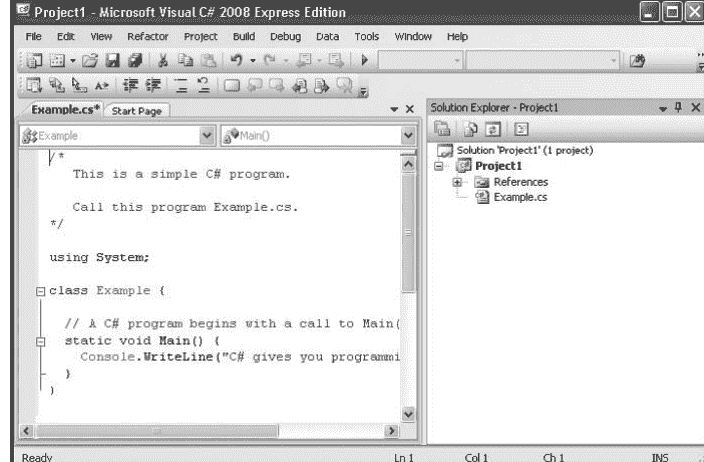 Project1 - Microsoft Visual C# 2008 Express Edition
File Edit View Refactor Project Build Debug Data Tools Window Help
Example.cs* Start Page
Example Main()
/*
This is a simple C# program.
Call this program Example.cs.
*/
using System;
class Example {
// A C# program begins with a call to Main(
static void Main() {
Console.WriteLine("C# gives you programmi
}
}
Solution Explorer - Project1
Solution 'Project1' (1 project)
Project1
References
Example.cs
Ready Ln 1 Col 1 Ch 1 INS